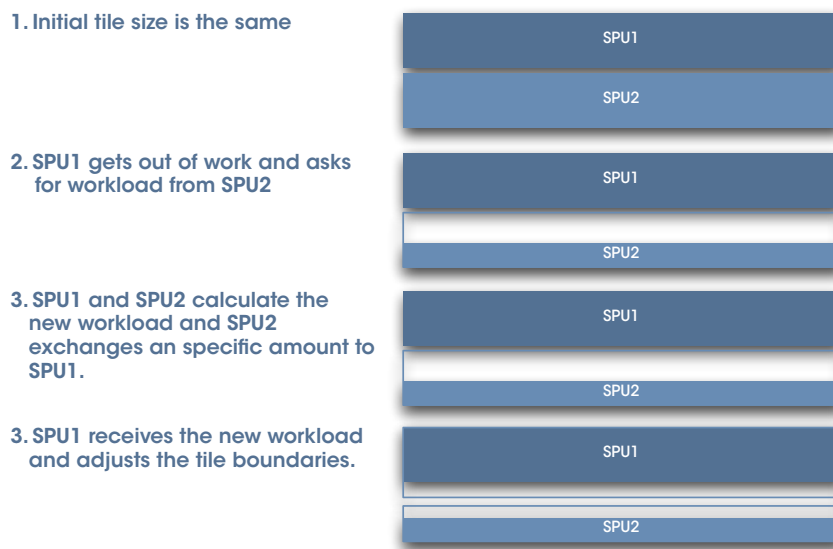 1. Initial tile size is the same
SPU1
SPU2
2. SPU1 gets out of work and asks
for workload from SPU2
SPU1
SPU2
3. SPU1 and SPU2 calculate the
new workload and SPU2
exchanges an specific amount to
SPU1.
SPU1
SPU2
3. SPU1 receives the new workload
and adjusts the tile boundaries.
SPU1
SPU2